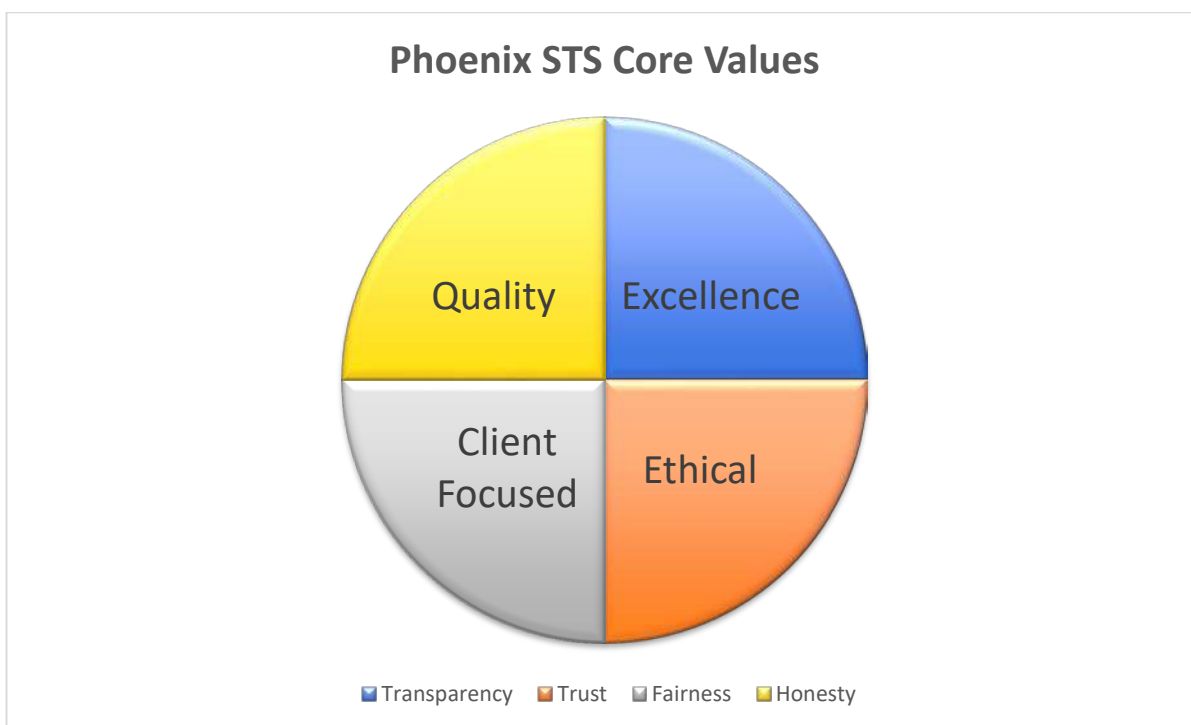 Phoenix STS Core Values
Quality
Excellence
Client
Focused
Ethical
Transparency Trust Fairness Honesty